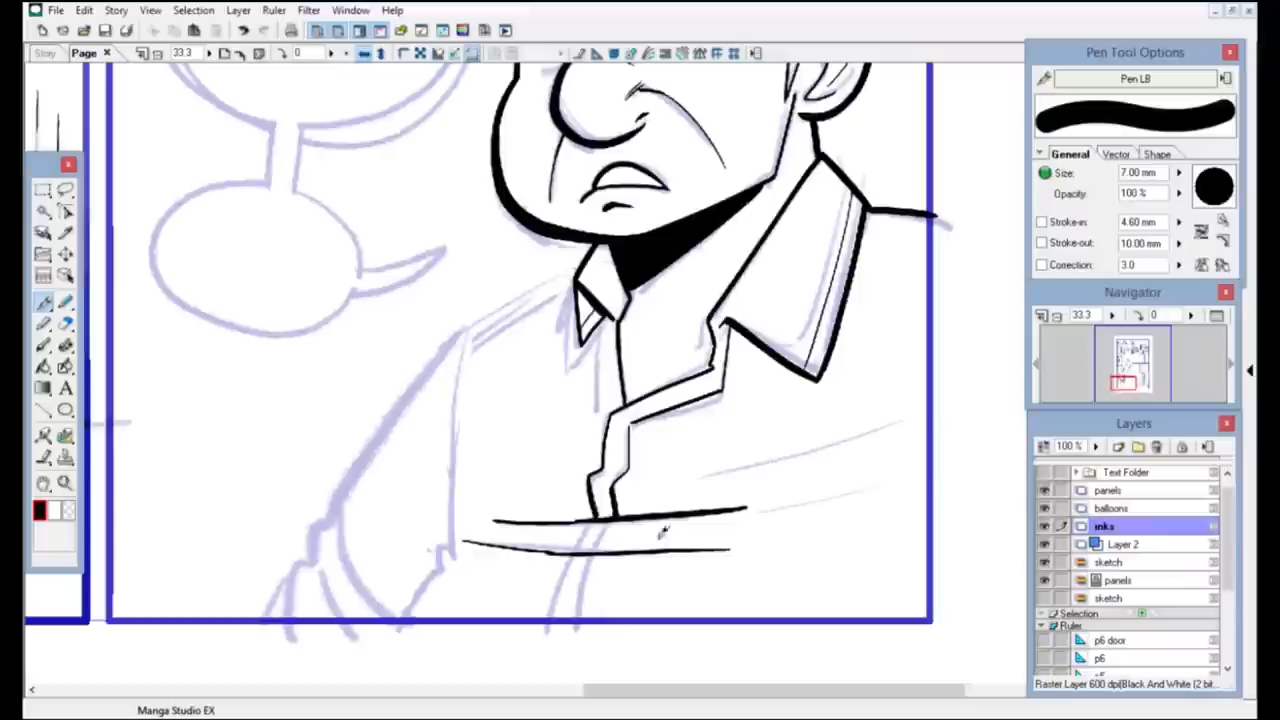 File Edit Story View Selection Layer Ruler Filter Window Help
Story Page × 33.3 0
Pen Tool Options
Pen LB
General Vector Shape
Size: 7.00 mm
Opacity: 100 %
Stroke-in: 4.60 mm
Stroke-out: 10.00 mm
Correction: 3.0
Navigator
33.3 0
Layers
100 %
Text Folder
panels
balloons
inks
Layer 2
sketch
panels
sketch
Selection
Ruler
p6 door
p6
Raster Layer 600 dpi(Black And White (2 bit...
Manga Studio EX